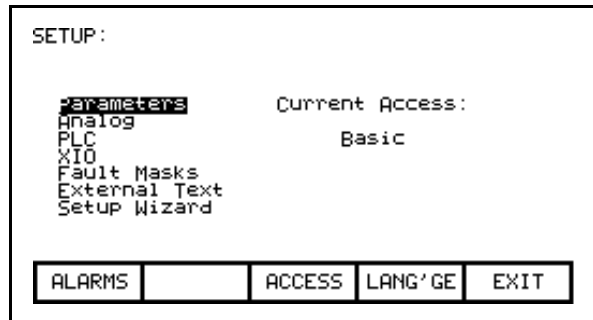 SETUP:
Parameters
Current Access:
Analog
PLC
Basic
XIO
Fault Masks
External Text
Setup Wizard
ALARMS ACCESS LANG'GE EXIT